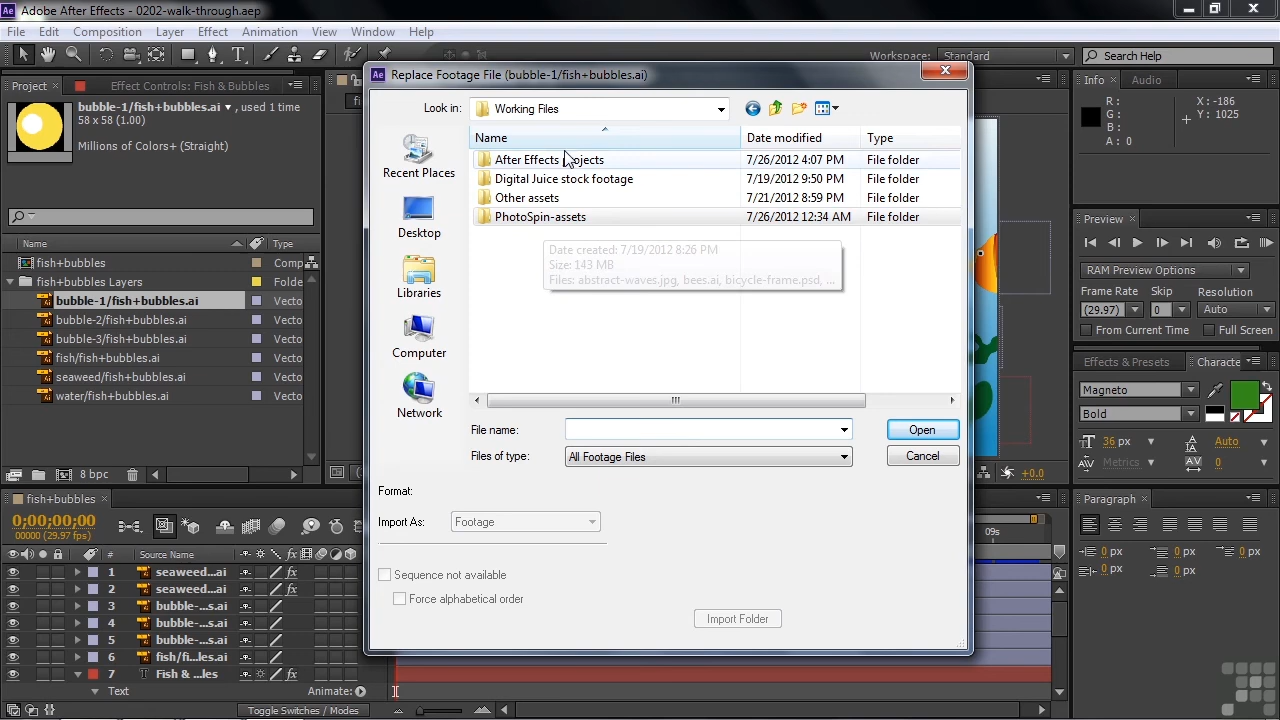 Adobe After Effects - 0202-walk-through.aep
File Edit Composition Layer Effect Animation View Window Help
Workspace: Standard
Search Help
Project
Effect Controls: Fish & Bubbles
bubble-1/fish+bubbles.ai ▼, used 1 time
58 x 58 (1.00)
Millions of Colors+ (Straight)
Name Type
fish+bubbles Comp
fish+bubbles Layers Folder
bubble-1/fish+bubbles.ai Vecto
bubble-2/fish+bubbles.ai Vecto
bubble-3/fish+bubbles.ai Vecto
fish/fish+bubbles.ai Vecto
seaweed/fish+bubbles.ai Vecto
water/fish+bubbles.ai Vecto
8 bpc
Replace Footage File (bubble-1/fish+bubbles.ai)
Look in: Working Files
Name Date modified Type
After Effects Projects 7/26/2012 4:07 PM File folder
Digital Juice stock footage 7/19/2012 9:50 PM File folder
Other assets 7/21/2012 8:59 PM File folder
PhotoSpin-assets 7/26/2012 12:34 AM File folder
Date created: 7/19/2012 8:26 PM
Size: 143 MB
Files: abstract-waves.jpg, bees.ai, bicycle-frame.psd, ...
Recent Places
Desktop
Libraries
Computer
Network
File name:
Open
Files of type: All Footage Files
Cancel
Format:
Import As: Footage
Sequence not available
Force alphabetical order
Import Folder
Info Audio
R: X: -186
G: Y: 1025
B:
A: 0
Preview
RAM Preview Options
Frame Rate Skip Resolution
(29.97) 0 Auto
From Current Time Full Screen
Effects & Presets Characte
Magneto
Bold
36 px Auto
Metrics 0
+0.0
Paragraph
0 px 0 px 0 px
0 px 0 px
fish+bubbles
0;00;00;00
00000 (29.97 fps)
09s
# Source Name
1 seaweed...ai
2 seaweed...ai
3 bubble-...s.ai
4 bubble-...s.ai
5 bubble-...s.ai
6 fish/fi...les.ai
7 T Fish & ...les
Text Animate:
Toggle Switches / Modes